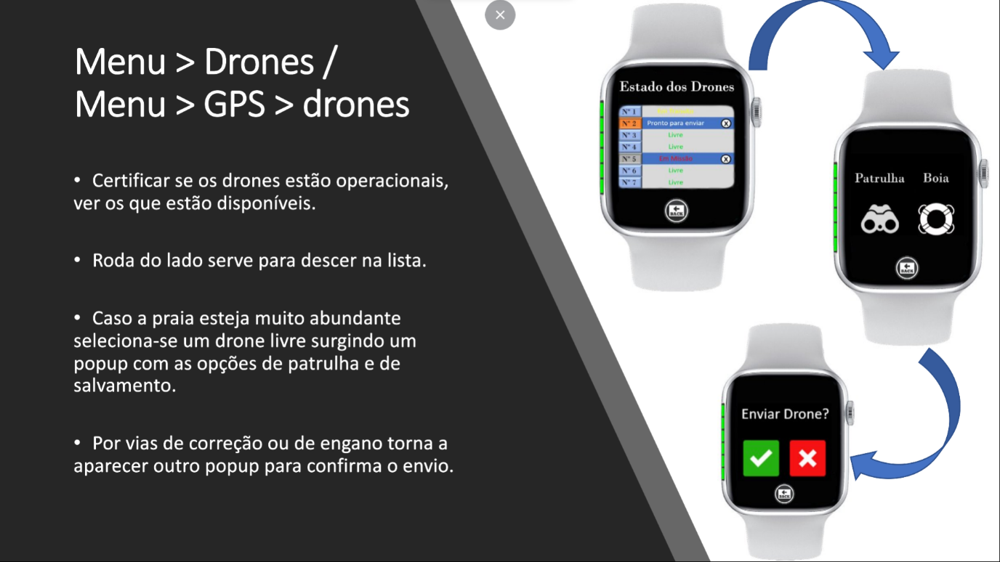 Menu > Drones /
Menu > GPS > drones
• Certificar se os drones estão operacionais,
ver os que estão disponíveis.
• Roda do lado serve para descer na lista.
• Caso a praia esteja muito abundante
seleciona-se um drone livre surgindo um
popup com as opções de patrulha e de
salvamento.
• Por vias de correção ou de engano torna a
aparecer outro popup para confirma o envio.
Estado dos Drones
Nº 1
Nº 2 Pronto para enviar X
Nº 3 Livre
Nº 4 Livre
Nº 5 Em Missão X
Nº 6 Livre
Nº 7 Livre
BACK
Patrulha Boia
BACK
Enviar Drone?
BACK